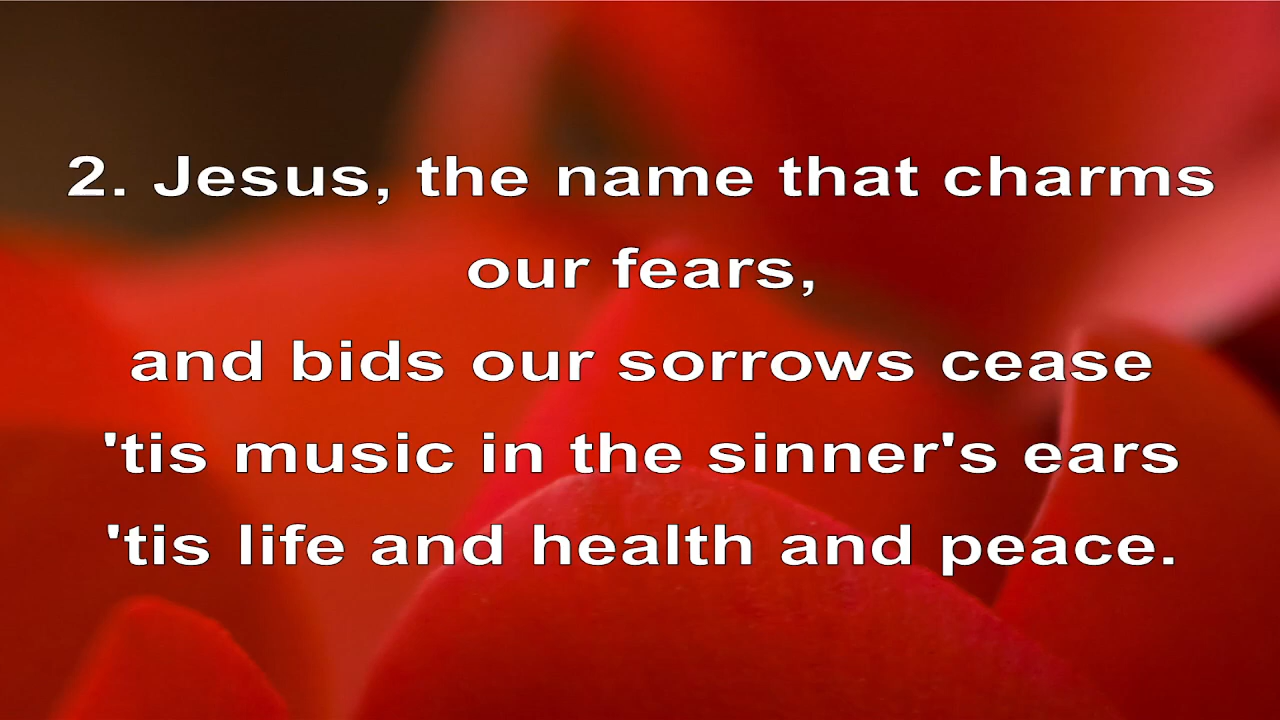 2. Jesus, the name that charms
our fears,
and bids our sorrows cease
'tis music in the sinner's ears
'tis life and health and peace.